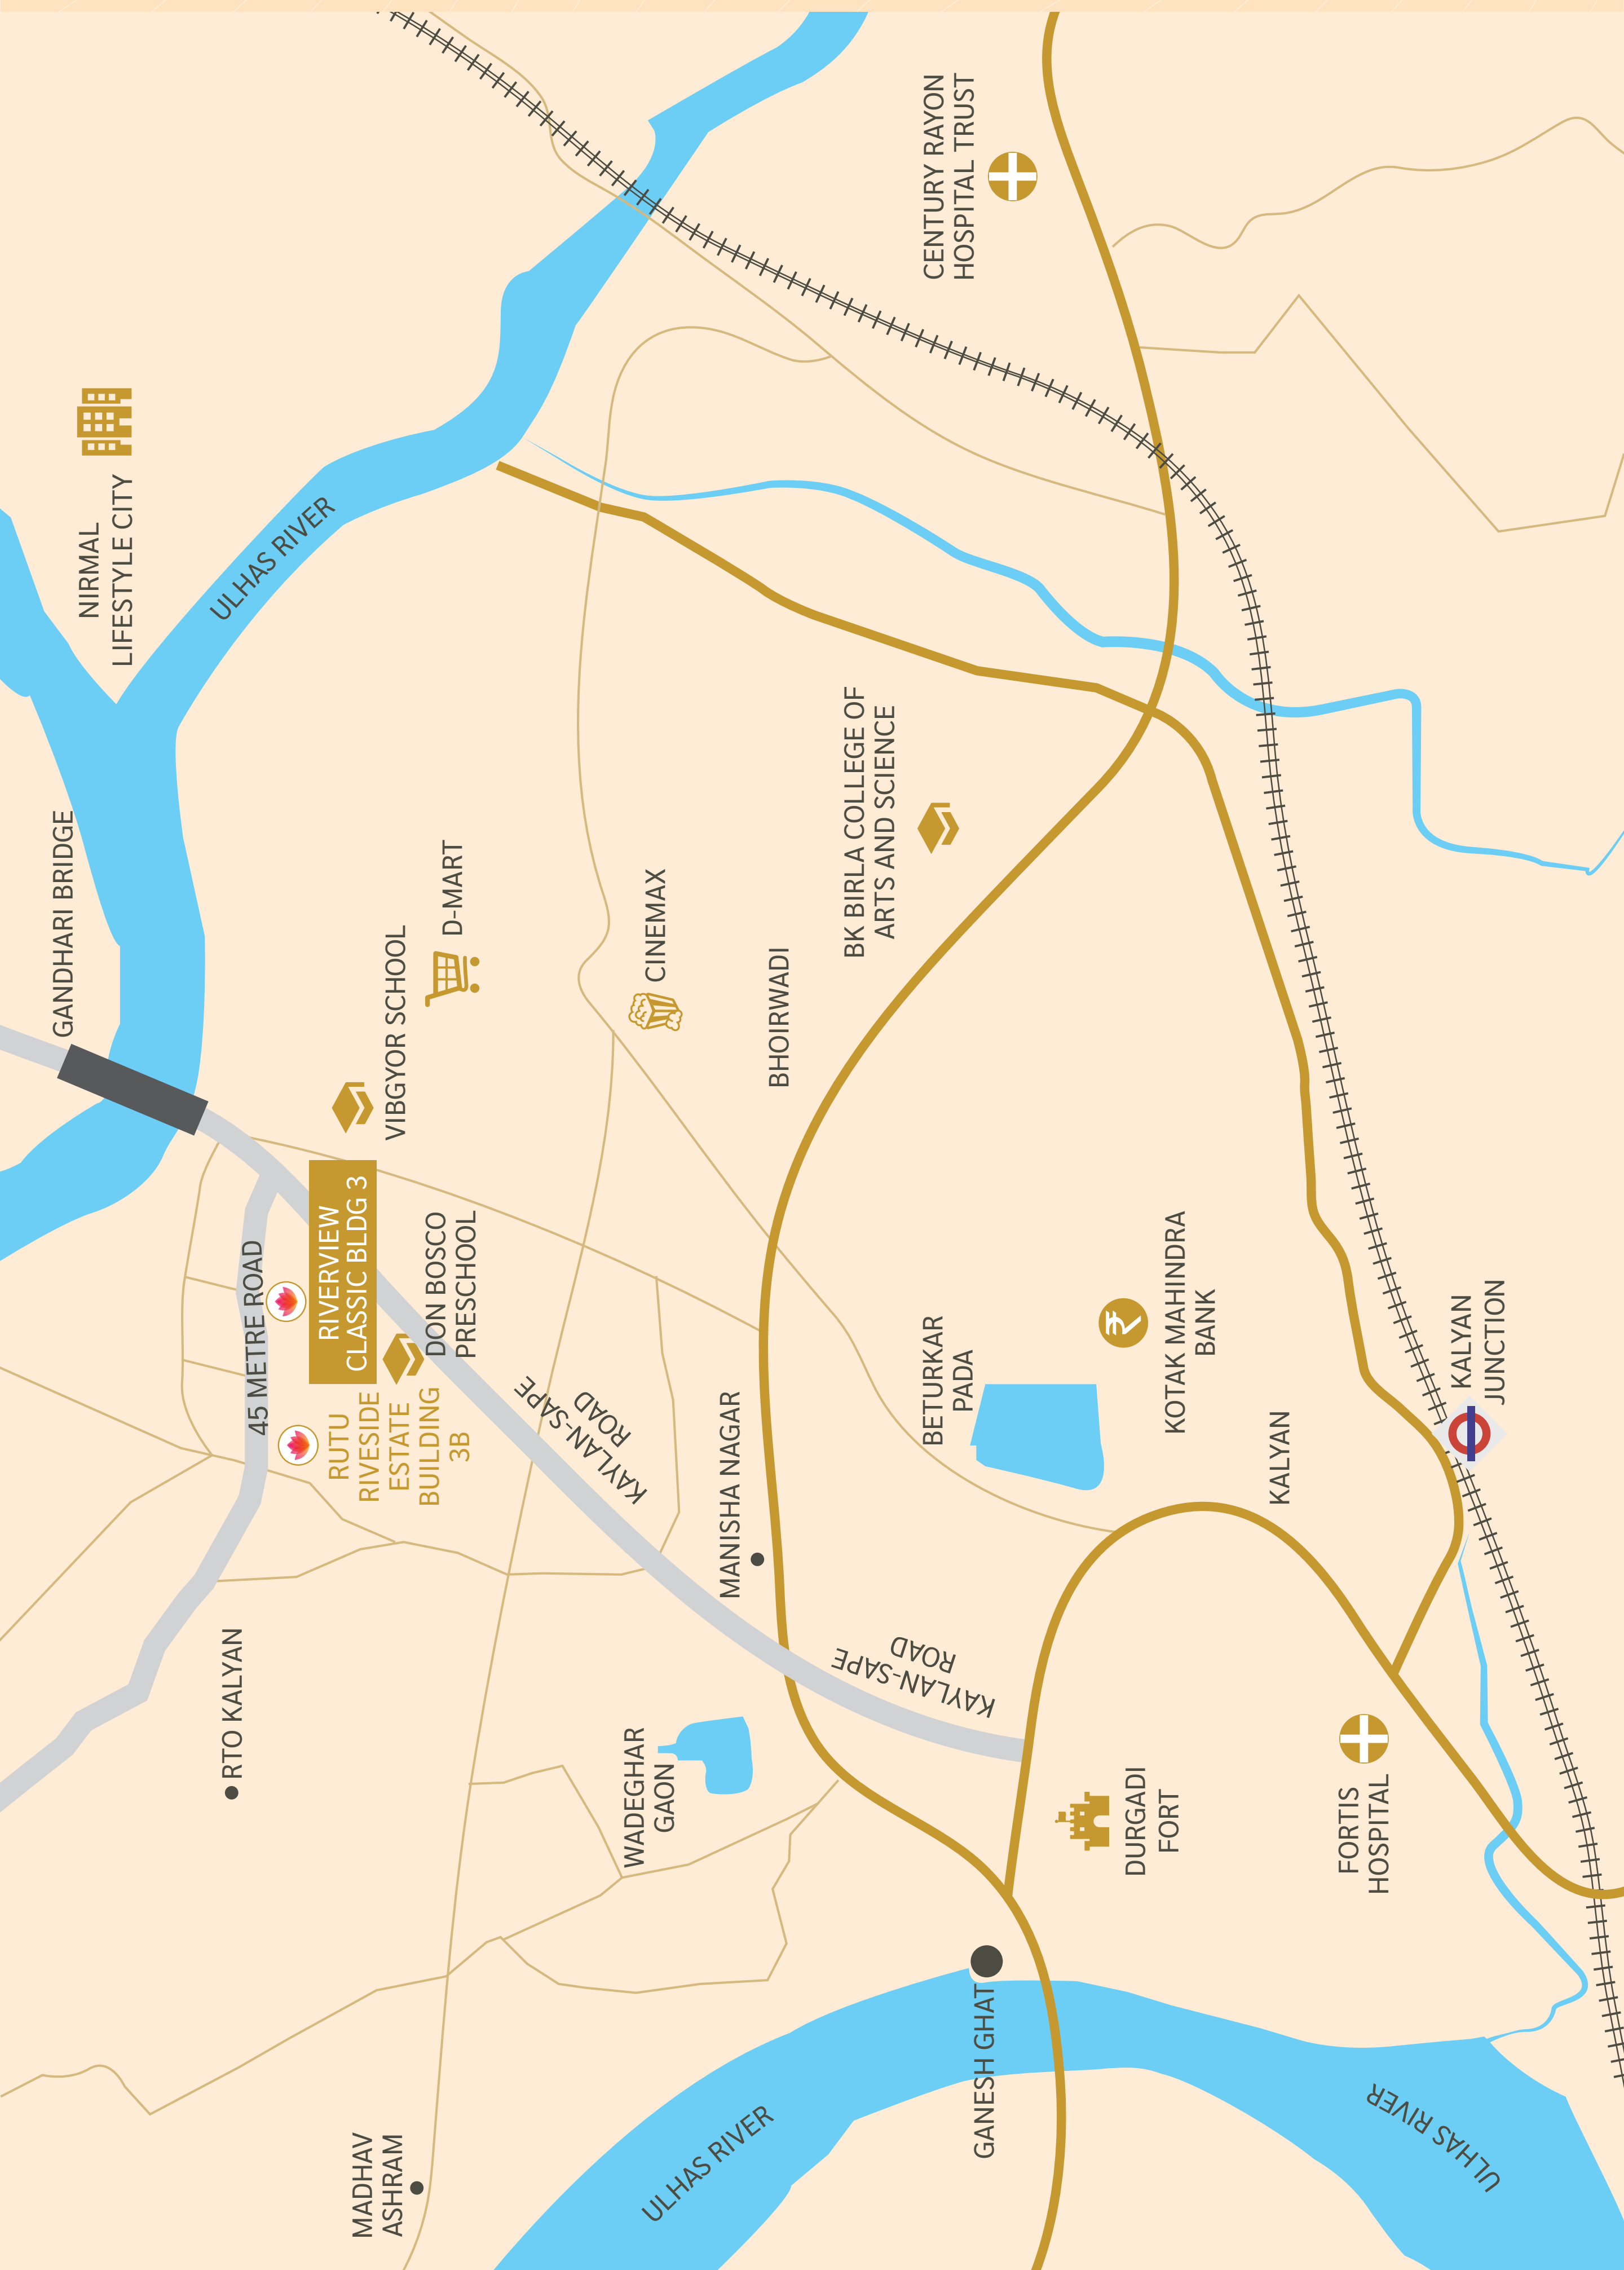 NIRMAL
LIFESTYLE CITY
ULHAS RIVER
CENTURY RAYON
HOSPITAL TRUST
GANDHARI BRIDGE
VIBGYOR SCHOOL
D-MART
CINEMAX
BHOIRWADI
BK BIRLA COLLEGE OF
ARTS AND SCIENCE
45 METRE ROAD
RIVERVIEW
CLASSIC BLDG 3
DON BOSCO
PRESCHOOL
RUTU
RIVESIDE
ESTATE
BUILDING
3B
KAYLAN-SAPE
ROAD
MANISHA NAGAR
BETURKAR
PADA
KOTAK MAHINDRA
BANK
KALYAN
KALYAN
JUNCTION
RTO KALYAN
KAYLAN-SAPE
ROAD
WADEGHAR
GAON
DURGADI
FORT
FORTIS
HOSPITAL
GANESH GHAT
MADHAV
ASHRAM
ULHAS RIVER
ULHAS RIVER